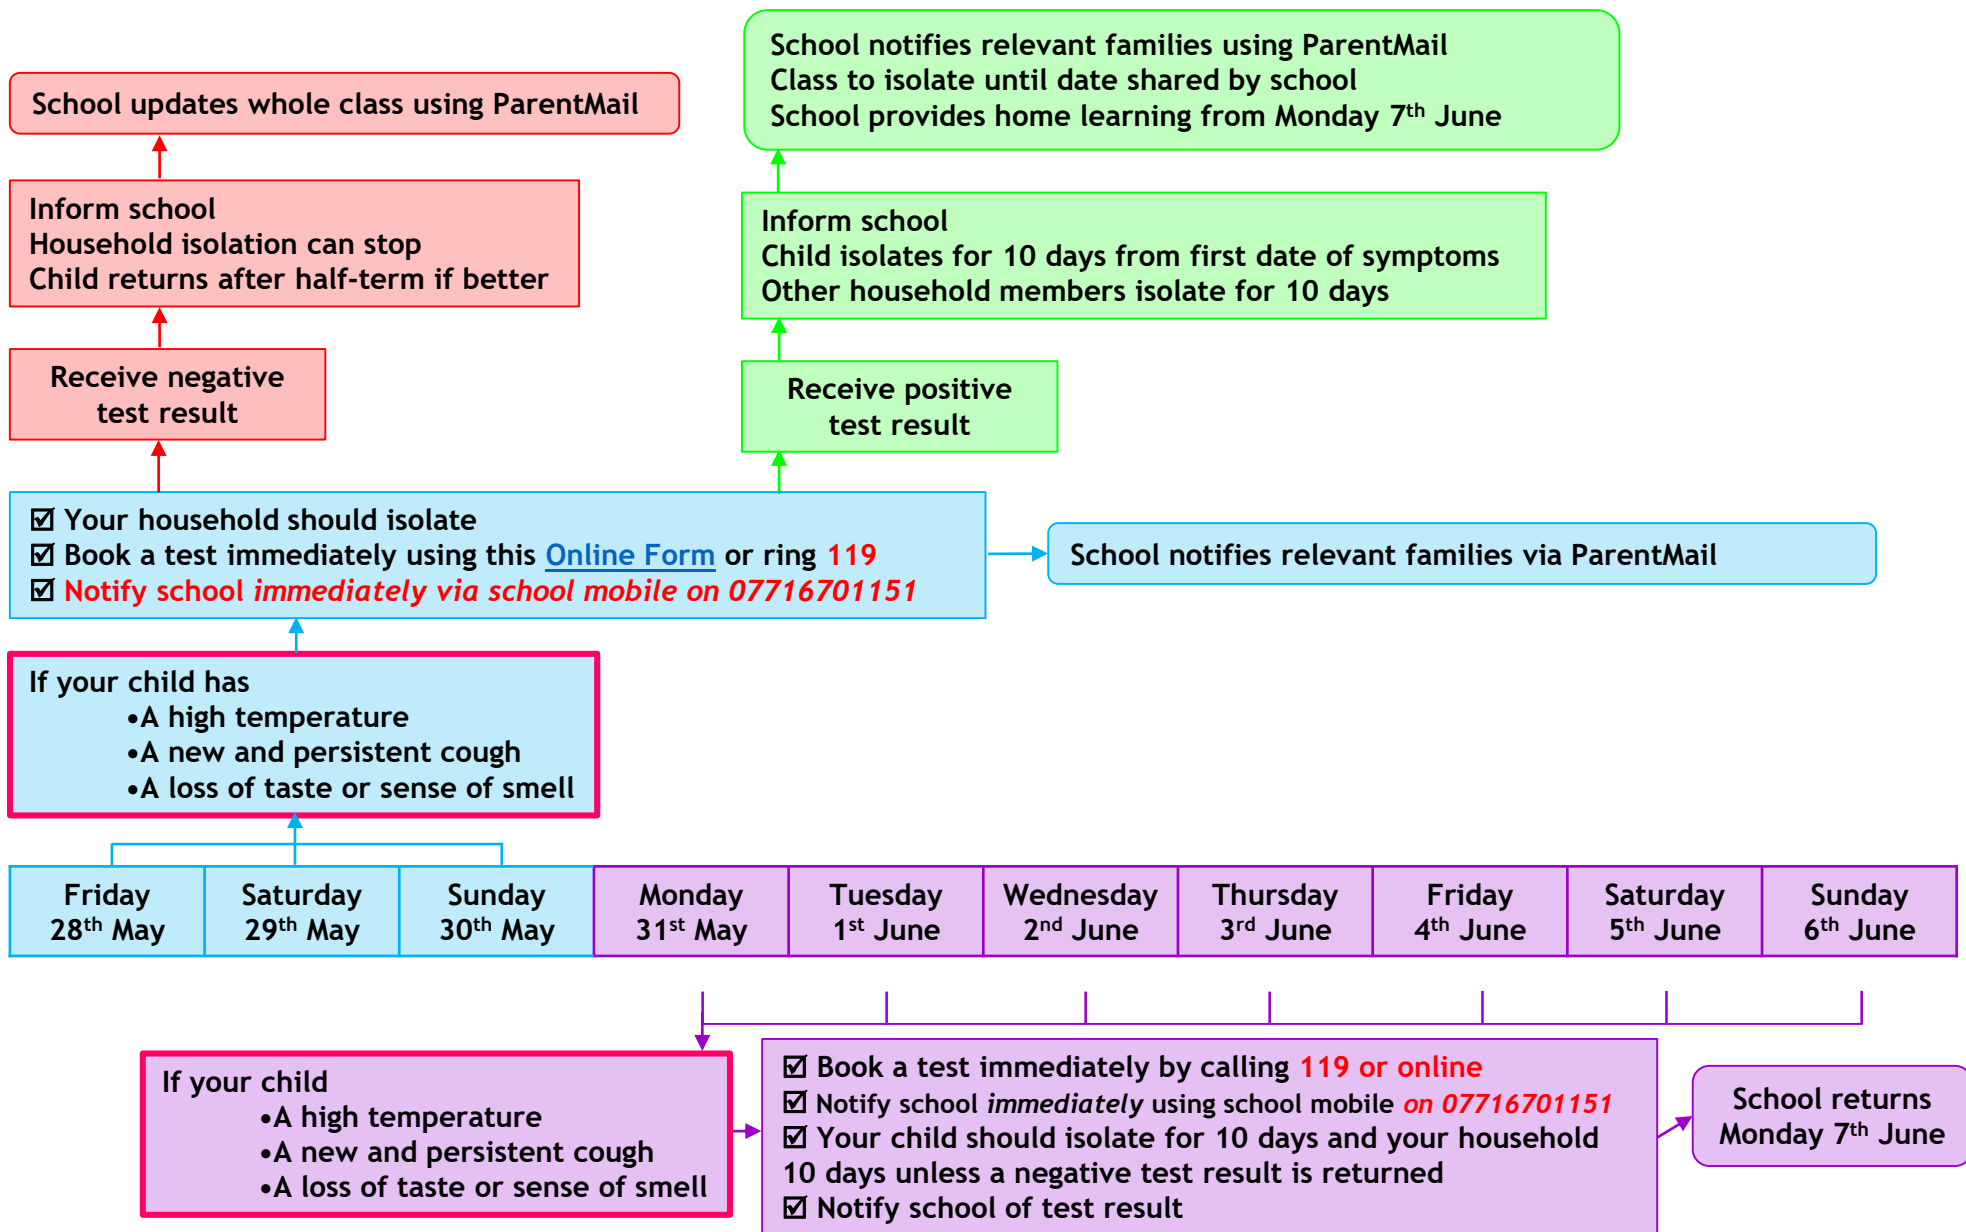 School notifies relevant families using ParentMail
Class to isolate until date shared by school
School provides home learning from Monday 7th June
School updates whole class using ParentMail
Inform school
Household isolation can stop
Child returns after half-term if better
Inform school
Child isolates for 10 days from first date of symptoms
Other household members isolate for 10 days
Receive negative
test result
Receive positive
test result
☑ Your household should isolate
☑ Book a test immediately using this Online Form or ring 119
☑ Notify school immediately via school mobile on 07716701151
School notifies relevant families via ParentMail
If your child has
•A high temperature
•A new and persistent cough
•A loss of taste or sense of smell
Friday
28th May
Saturday
29th May
Sunday
30th May
Monday
31st May
Tuesday
1st June
Wednesday
2nd June
Thursday
3rd June
Friday
4th June
Saturday
5th June
Sunday
6th June
If your child
•A high temperature
•A new and persistent cough
•A loss of taste or sense of smell
☑ Book a test immediately by calling 119 or online
☑ Notify school immediately using school mobile on 07716701151
☑ Your child should isolate for 10 days and your household
10 days unless a negative test result is returned
☑ Notify school of test result
School returns
Monday 7th June